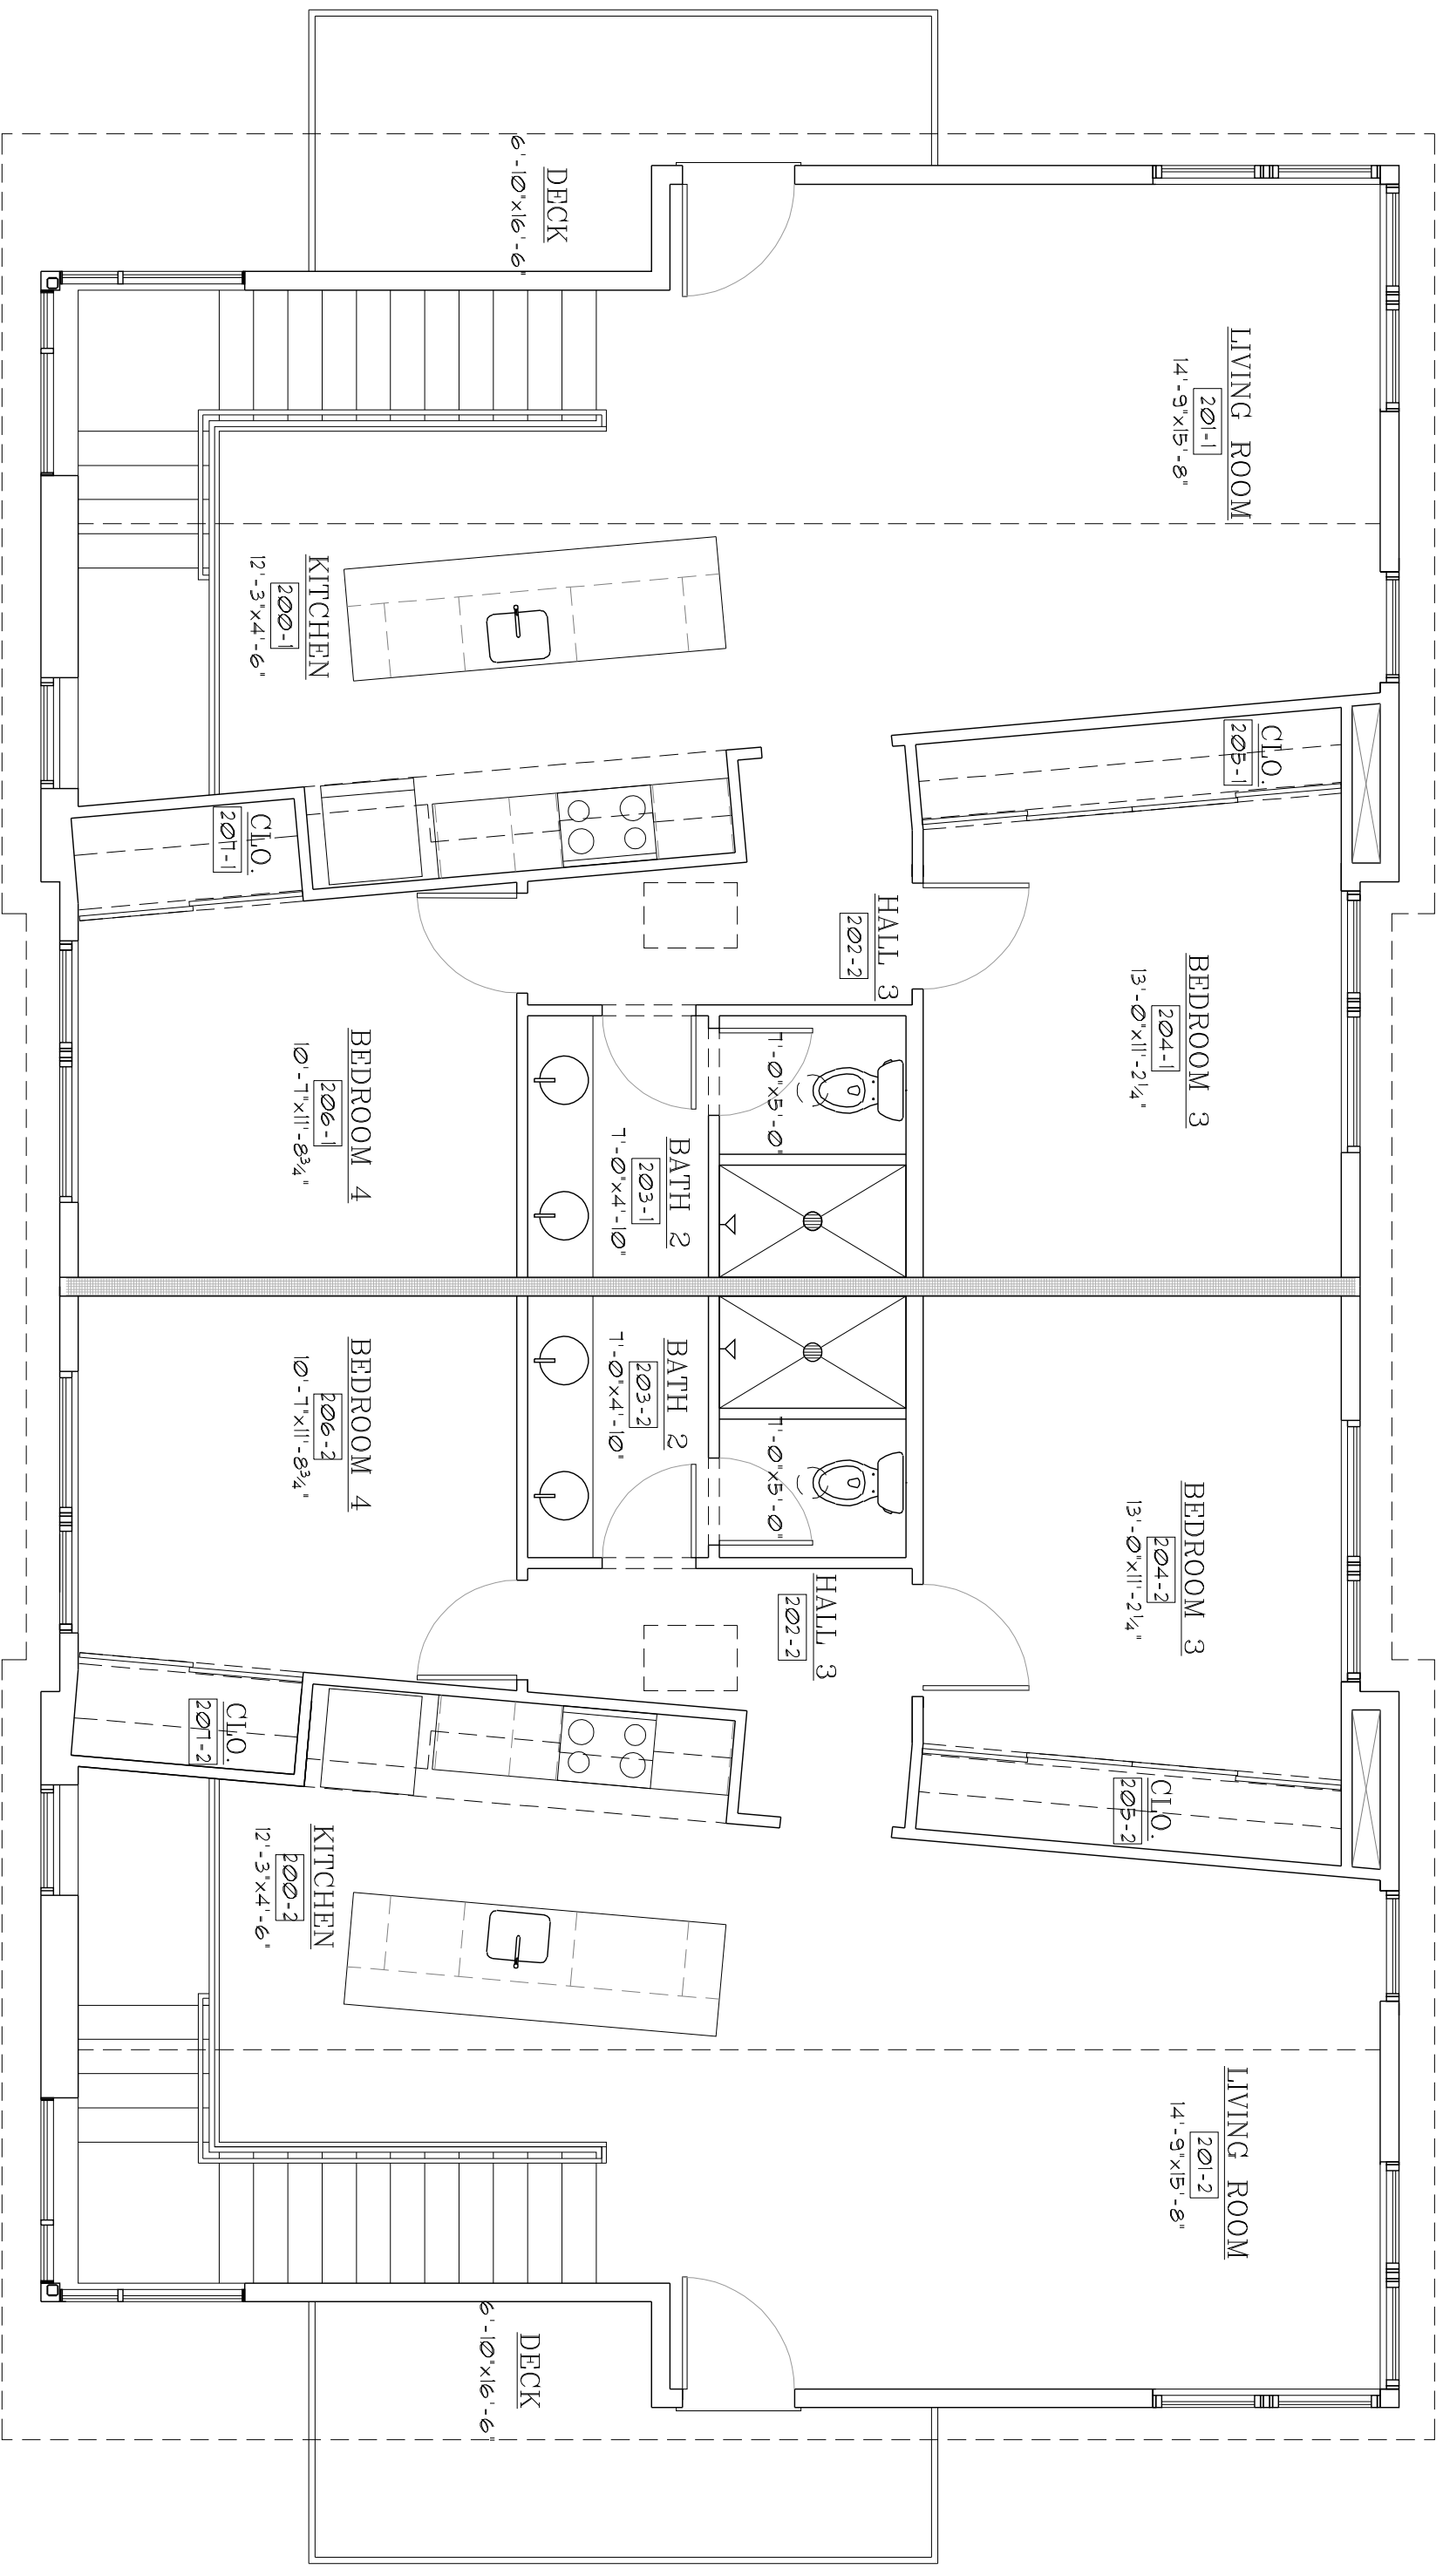 DECK
6'-10"x16'-6"
LIVING ROOM
201-1
14'-9"x15'-8"
KITCHEN
200-1
12'-3"x4'-6"
CLO.
205-1
CLO.
207-1
HALL 3
202-2
BEDROOM 3
204-1
13'-0"x11'-2¼"
BEDROOM 4
206-1
10'-7"x11'-8¾"
7'-0"x5'-0"
BATH 2
203-1
7'-0"x4'-10"
BEDROOM 4
206-2
10'-7"x11'-8¾"
BATH 2
203-2
7'-0"x4'-10"
7'-0"x5'-0"
BEDROOM 3
204-2
13'-0"x11'-2¼"
HALL 3
202-2
CLO.
207-2
CLO.
205-2
KITCHEN
200-2
12'-3"x4'-6"
LIVING ROOM
201-2
14'-9"x15'-8"
DECK
6'-10"x16'-6"